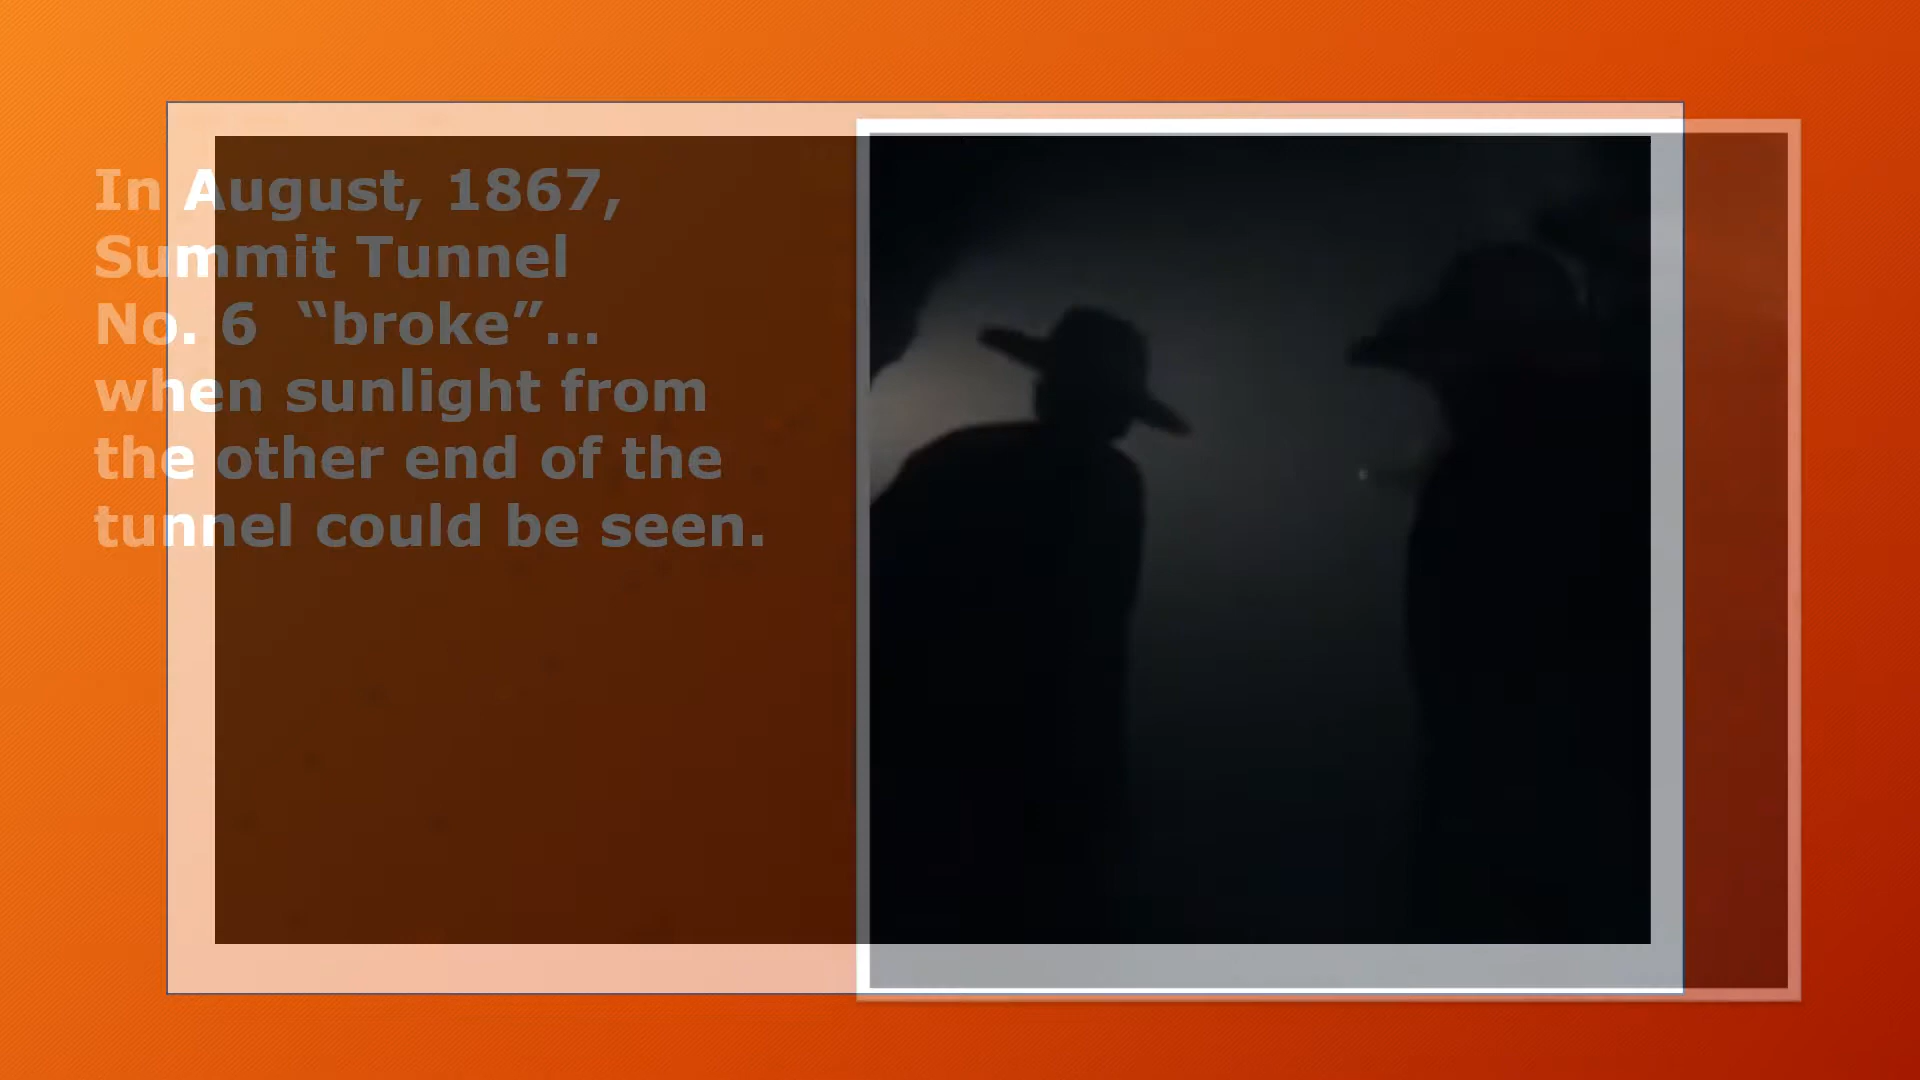 In August, 1867,
Summit Tunnel
No. 6 “broke”...
when sunlight from
the other end of the
tunnel could be seen.